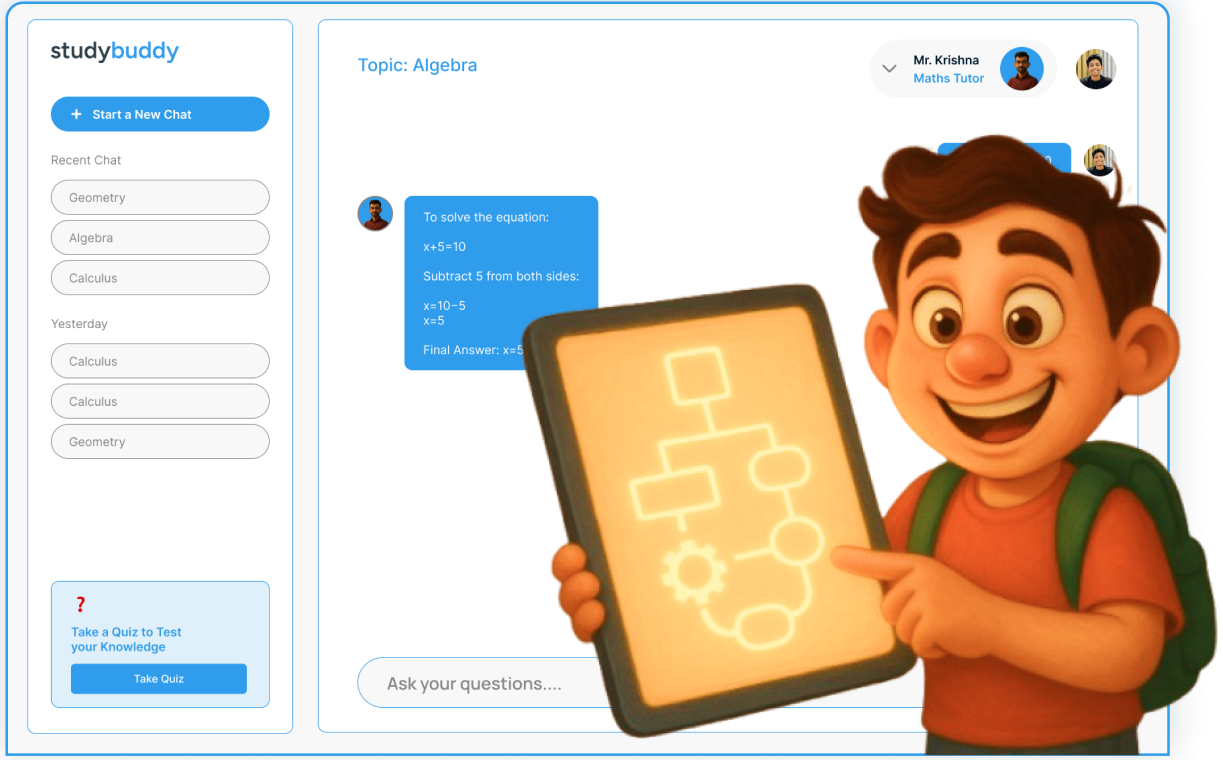 studybuddy
+ Start a New Chat
Recent Chat
Geometry
Algebra
Calculus
Yesterday
Calculus
Calculus
Geometry
?
Take a Quiz to Test
your Knowledge
Take Quiz
Topic: Algebra
Mr. Krishna
Maths Tutor
To solve the equation:
x+5=10
Subtract 5 from both sides:
x=10−5
x=5
Final Answer: x=5
Ask your questions....